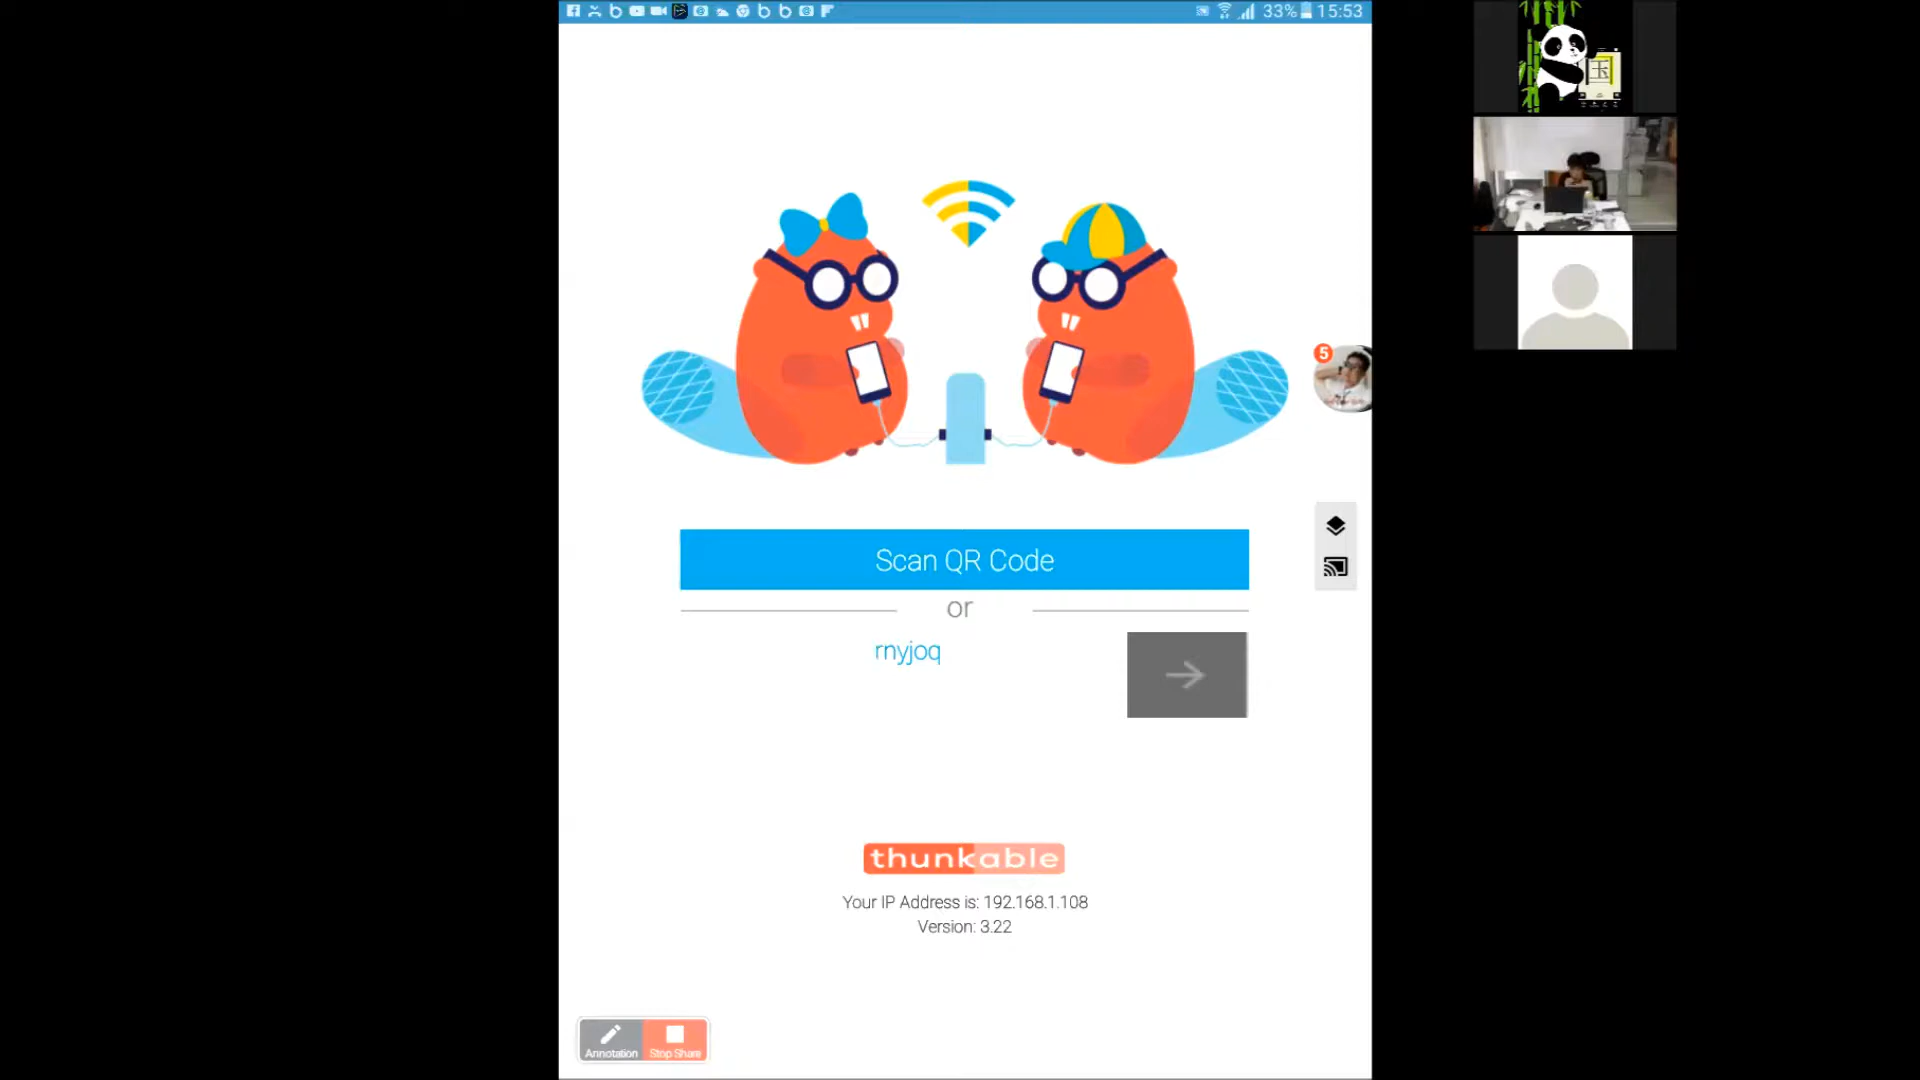 33% 15:53
玉
5
Scan QR Code
or
rnyjoq
thunkable
Your IP Address is: 192.168.1.108
Version: 3.22
Annotation Stop Share